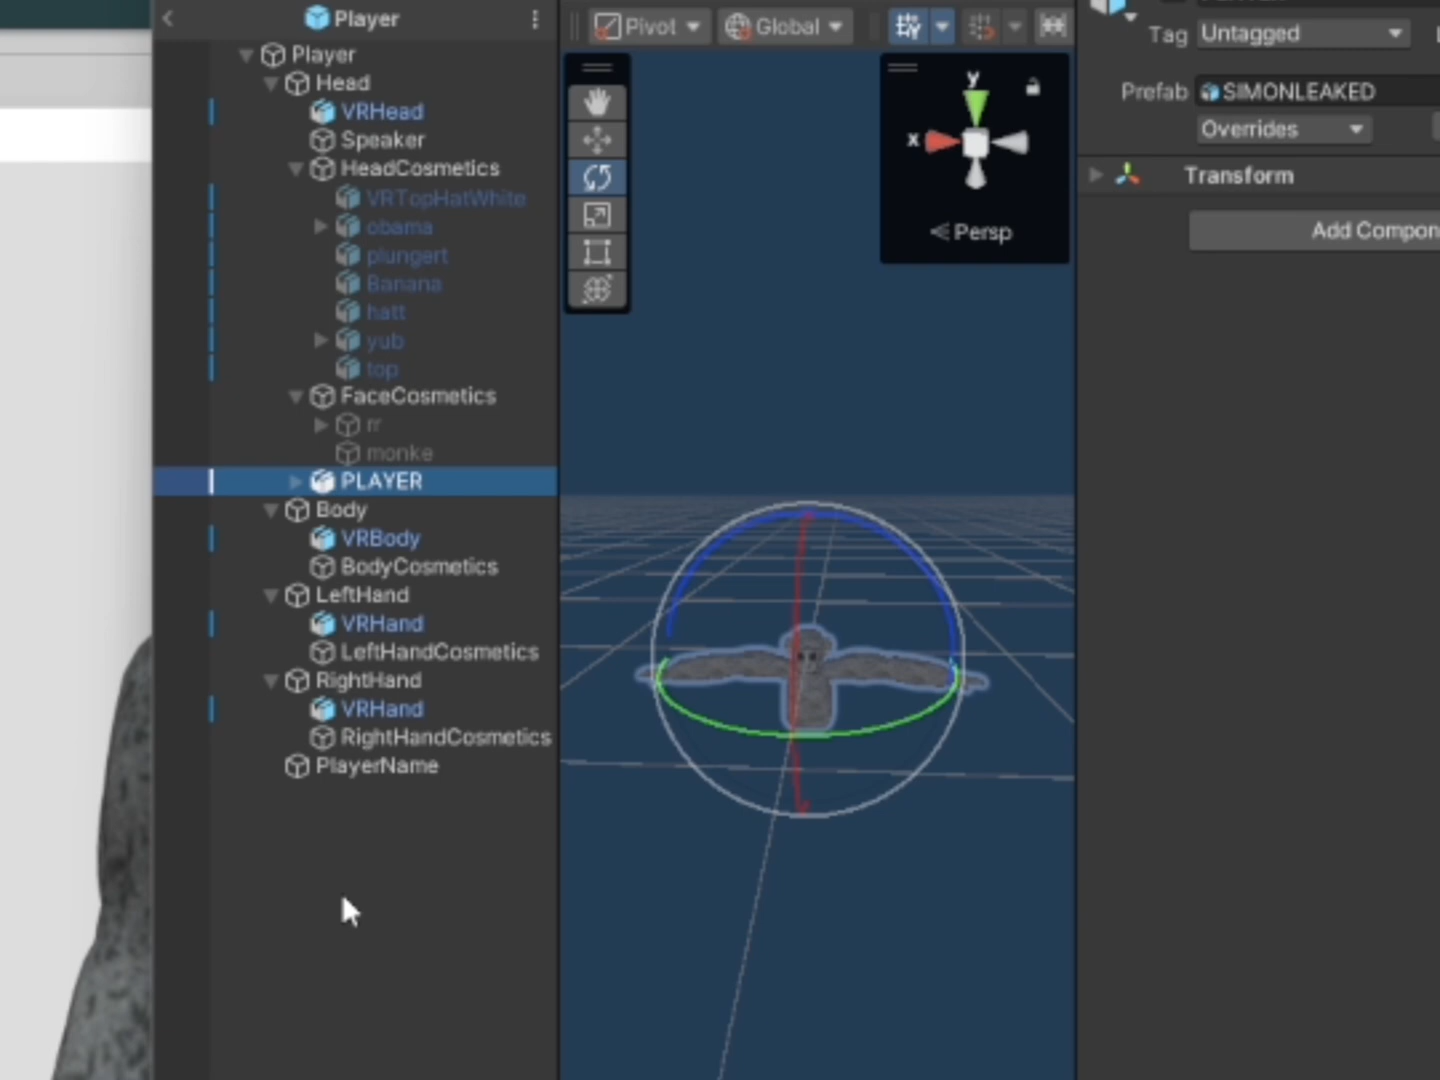 Player
Player
Head
VRHead
Speaker
HeadCosmetics
VRTopHatWhite
obama
plungert
Banana
hatt
yub
top
FaceCosmetics
rr
monke
PLAYER
Body
VRBody
BodyCosmetics
LeftHand
VRHand
LeftHandCosmetics
RightHand
VRHand
RightHandCosmetics
PlayerName
Pivot
Global
y
x
Persp
Tag Untagged
Prefab SIMONLEAKED
Overrides
Transform
Add Compon